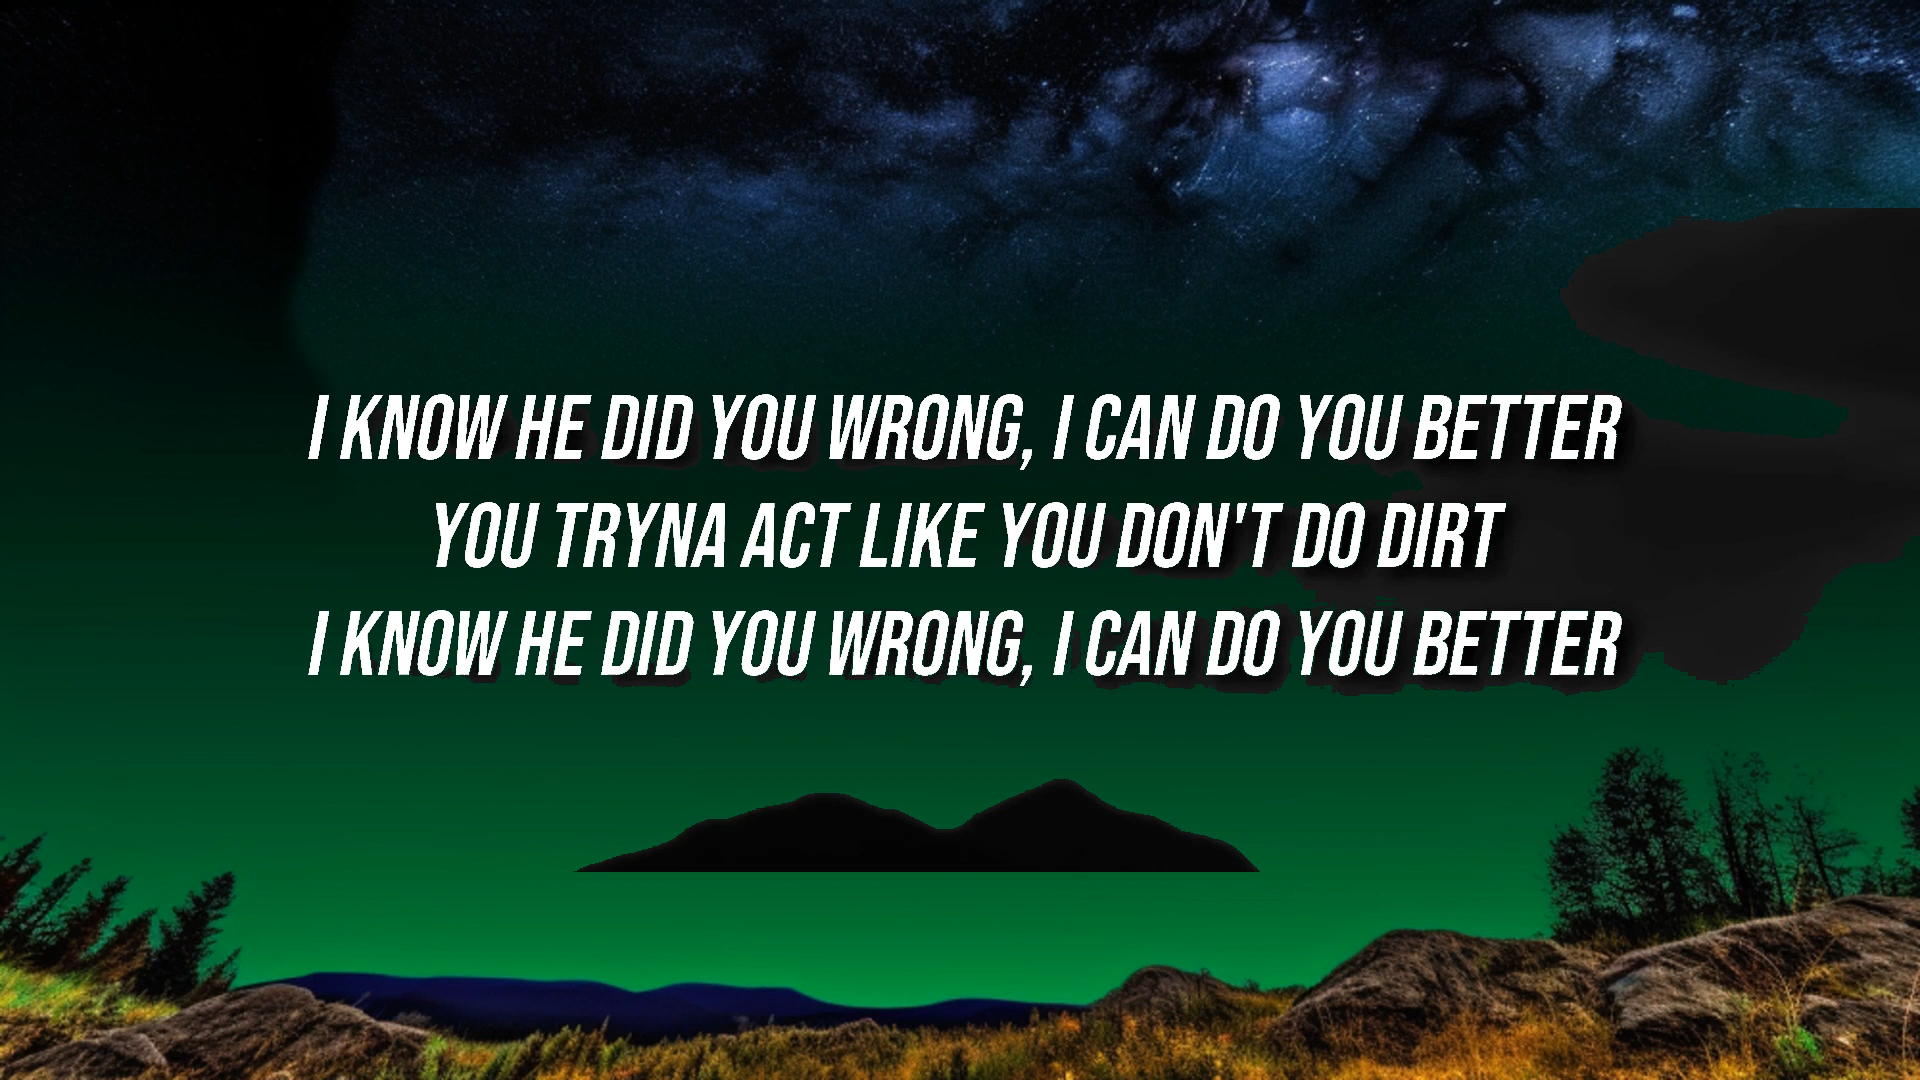 I KNOW HE DID YOU WRONG, I CAN DO YOU BETTER
YOU TRYNA ACT LIKE YOU DON'T DO DIRT
I KNOW HE DID YOU WRONG, I CAN DO YOU BETTER